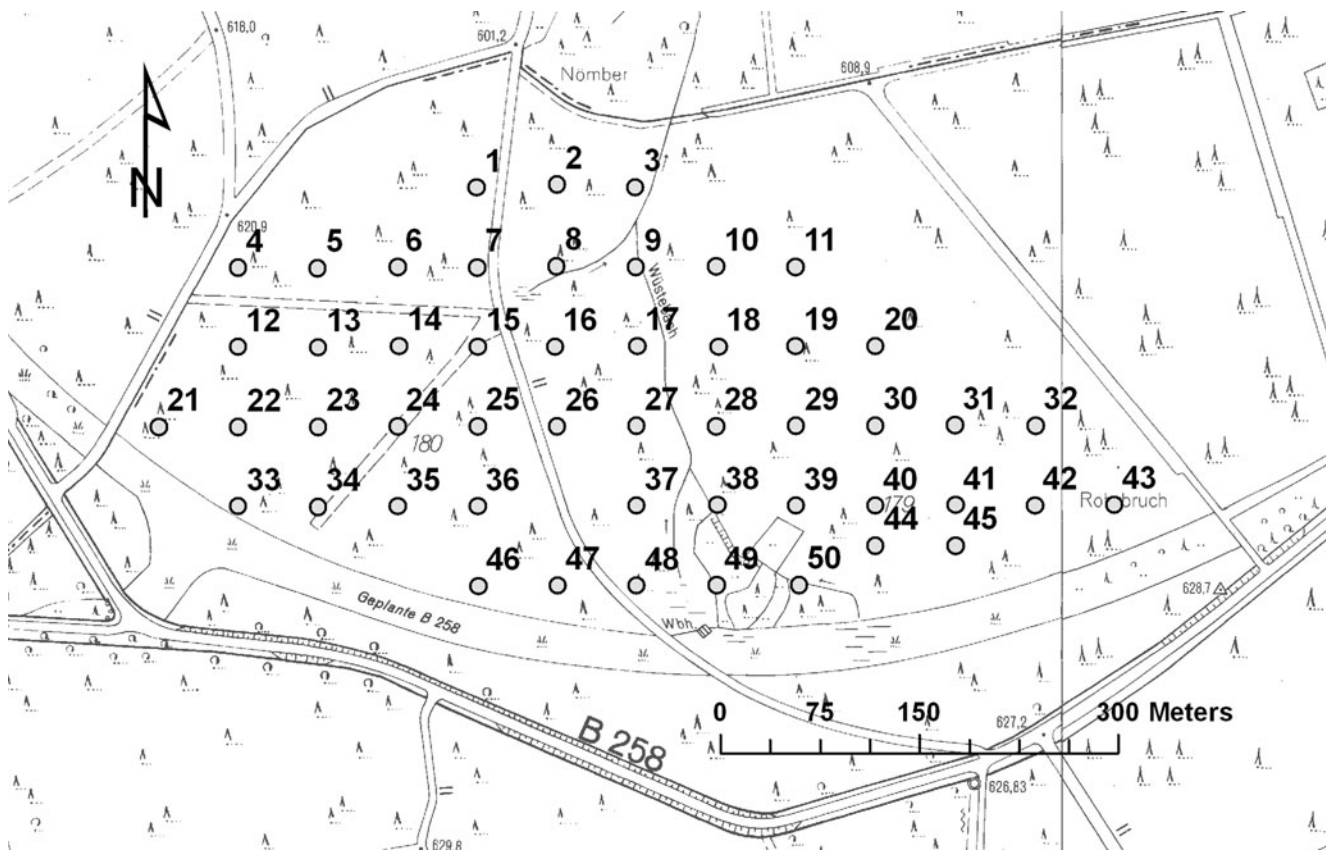 618,0
601,2
Nömber
608,9
1 2 3
N
620,9
4 5 6 7 8 9 10 11
Wüstebach
12 13 14 15 16 17 18 19 20
21 22 23 24 25 26 27 28 29 30 31 32
180
33 34 35 36 37 38 39 40 41 42 43
179
Rohrbruch
44 45
46 47 48 49 50
628,7
Geplante B 258
Wbh.
0 75 150 300 Meters
627,2
B 258
626,83
629,8